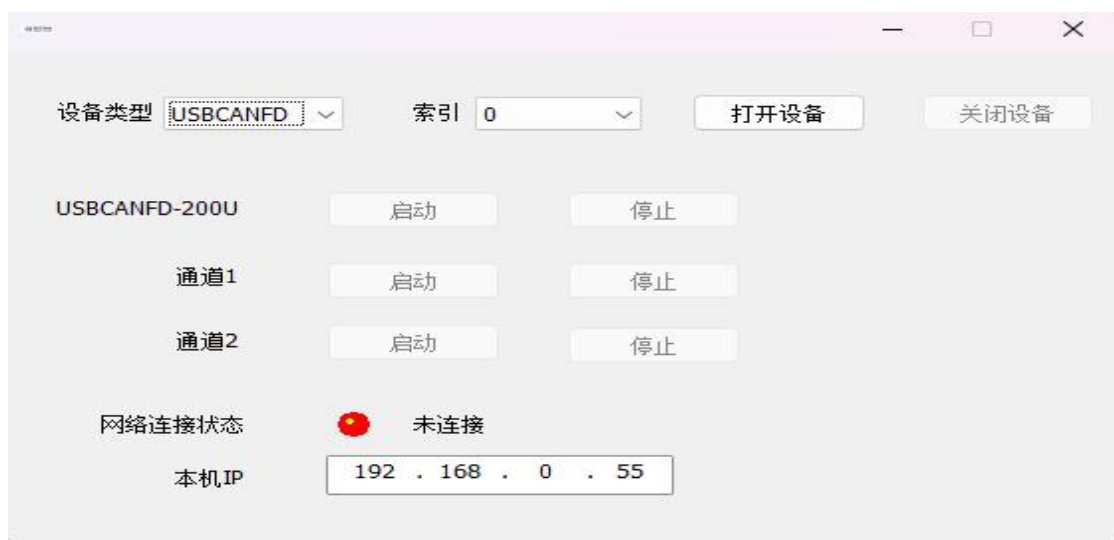 设备类型 USBCANFD 索引 0 打开设备 关闭设备
USBCANFD-200U 启动 停止
通道1 启动 停止
通道2 启动 停止
网络连接状态 未连接
本机IP 192 . 168 . 0 . 55